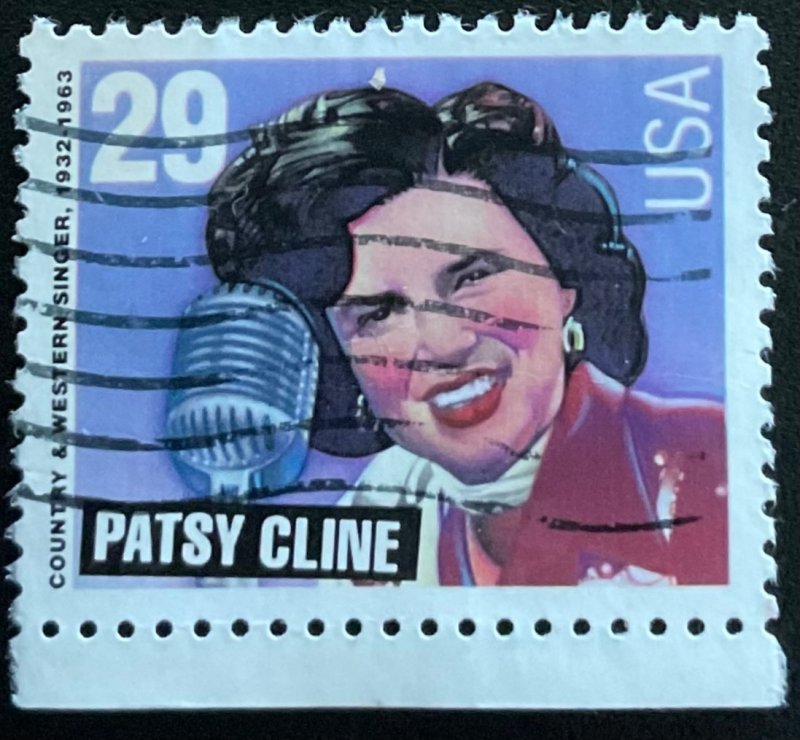 COUNTRY & WESTERN SINGER, 1932-1963
29
USA
PATSY CLINE